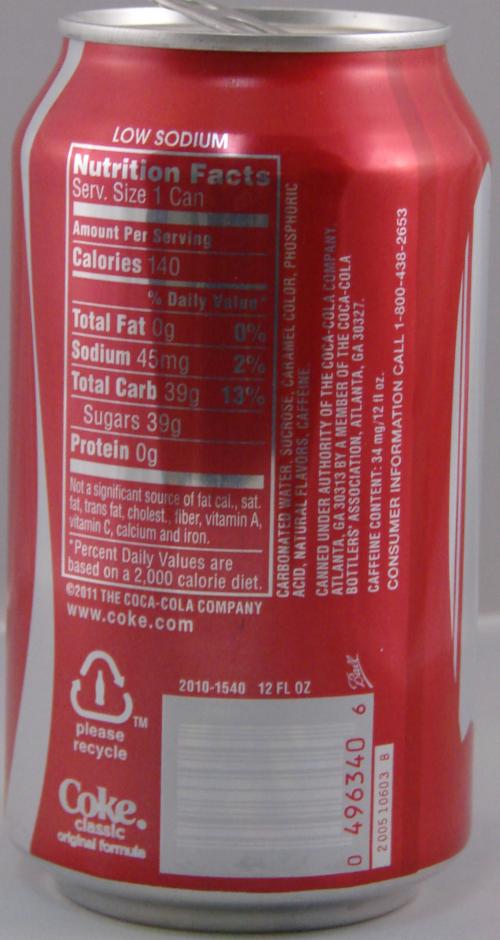 LOW SODIUM
Nutrition Facts
Serv. Size 1 Can
Amount Per Serving
Calories 140
% Daily Value*
Total Fat 0g 0%
Sodium 45mg 2%
Total Carb 39g 13%
Sugars 39g
Protein 0g
Not a significant source of fat cal., sat.
fat, trans fat, cholest., fiber, vitamin A,
vitamin C, calcium and iron.
*Percent Daily Values are
based on a 2,000 calorie diet.
©2011 THE COCA-COLA COMPANY
www.coke.com
CARBONATED WATER, SUCROSE, CARAMEL COLOR, PHOSPHORIC
ACID, NATURAL FLAVORS, CAFFEINE.
CANNED UNDER AUTHORITY OF THE COCA-COLA COMPANY,
ATLANTA, GA 30313 BY A MEMBER OF THE COCA-COLA
BOTTLERS' ASSOCIATION, ATLANTA, GA 30327.
CAFFEINE CONTENT: 34 mg/12 fl oz.
CONSUMER INFORMATION CALL 1-800-438-2653
please
recycle
TM
Coke.
classic
original formula
2010-1540 12 FL OZ
Ball
0 496340 6
2 005 10603 B